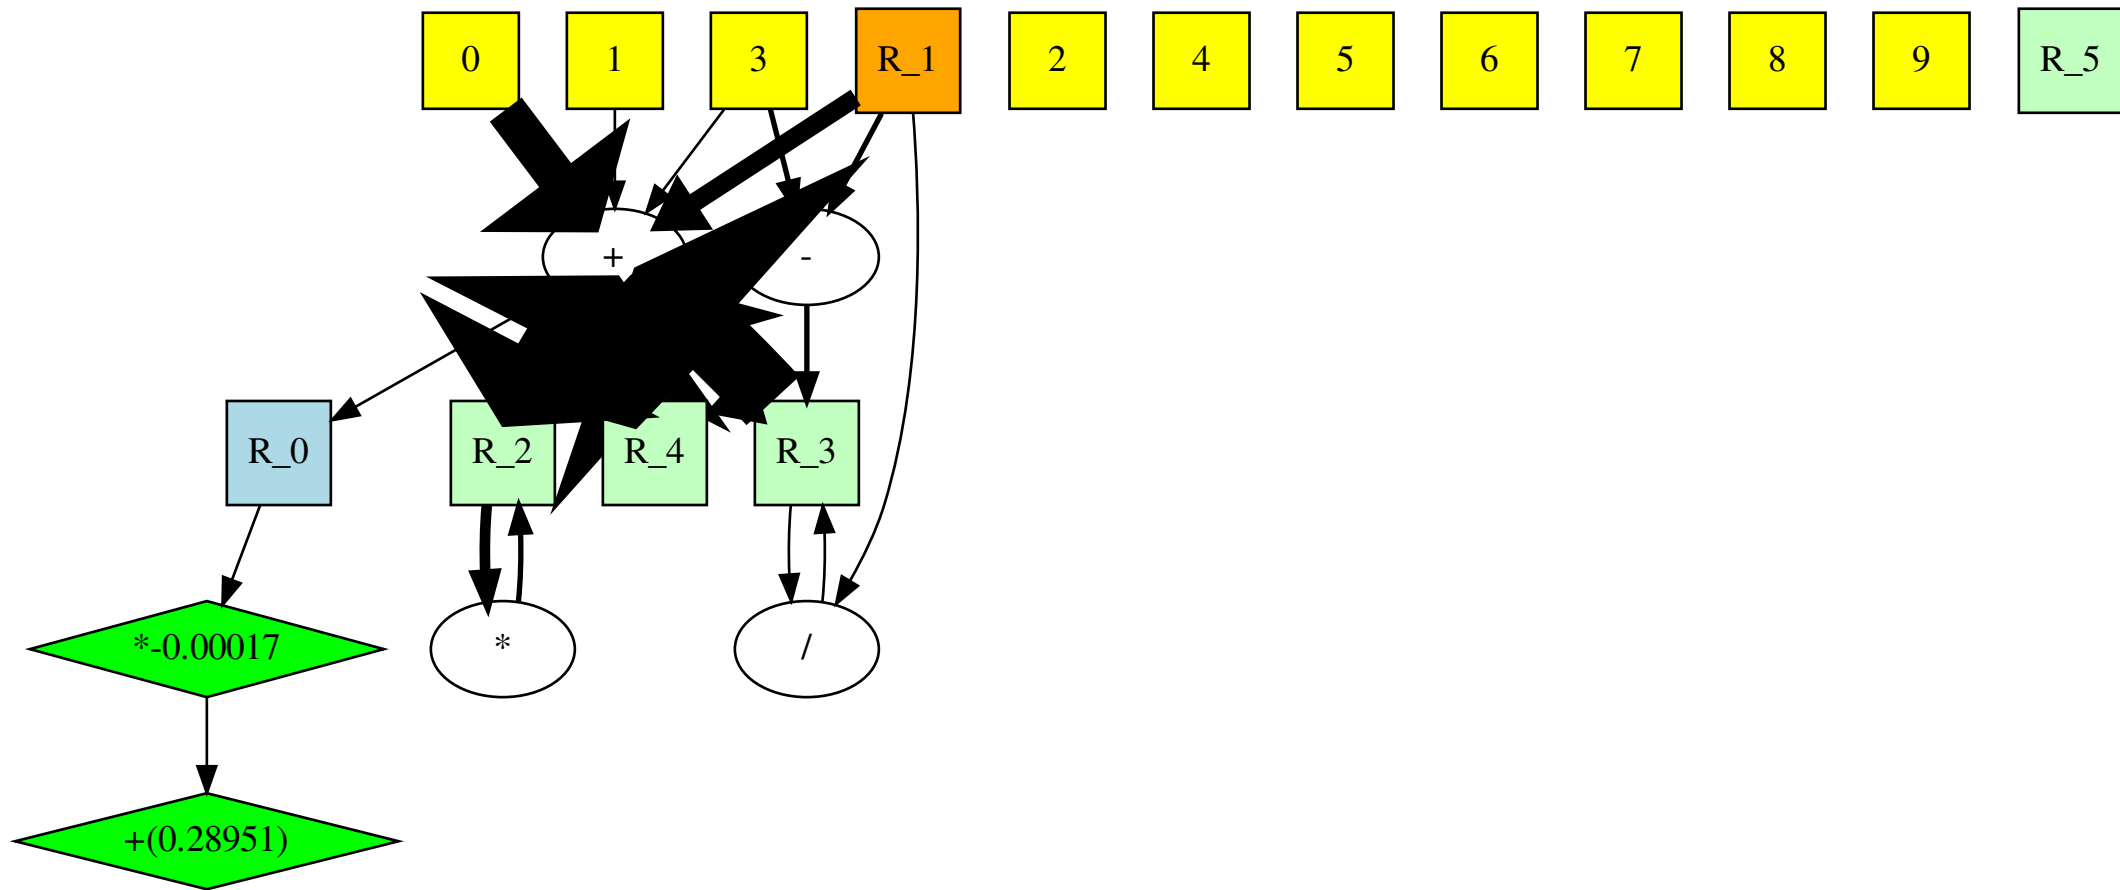 0 1 3 R_1 2 4 5 6 7 8 9 R_5
+ -
R_0 R_2 R_4 R_3
*-0.00017 * /
+(0.28951)